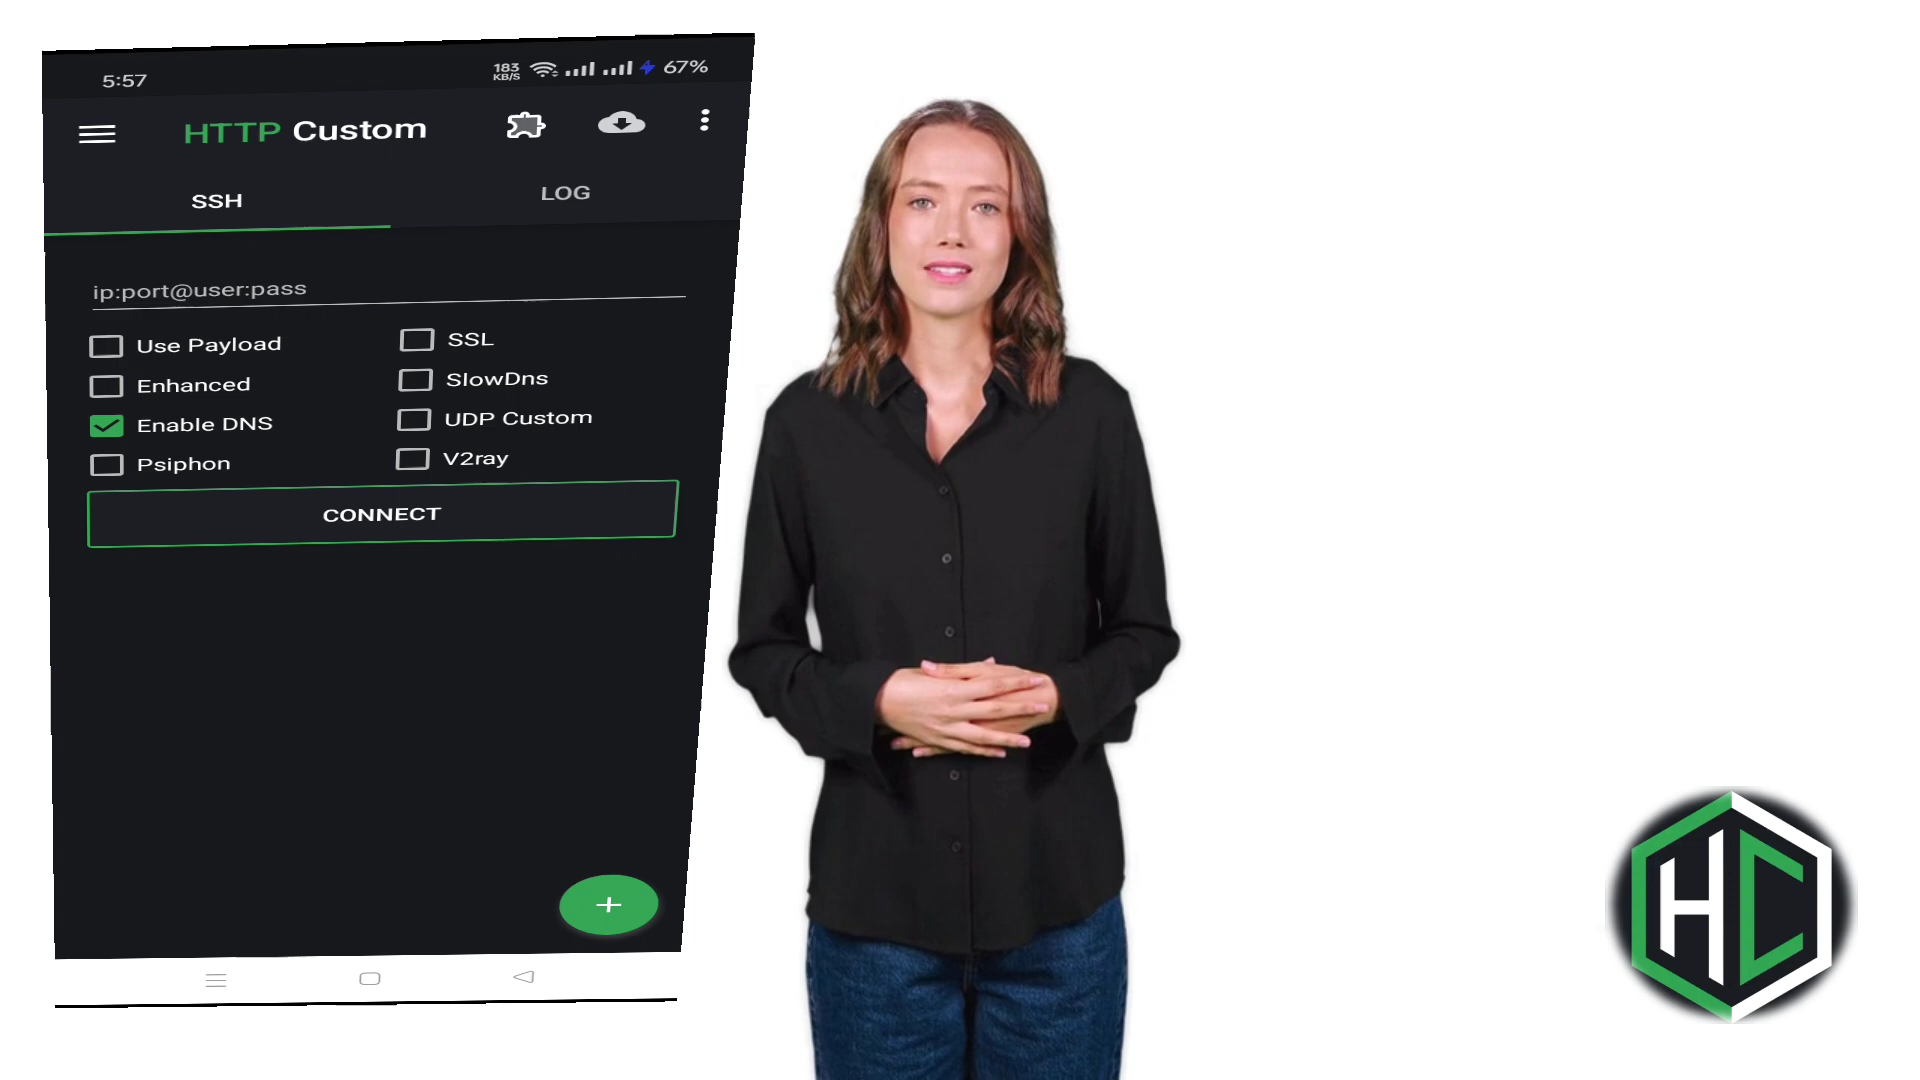 5:57
183
KB/S
67%
HTTP Custom
SSH
LOG
ip:port@user:pass
Use Payload
SSL
Enhanced
SlowDns
Enable DNS
UDP Custom
Psiphon
V2ray
CONNECT
HC